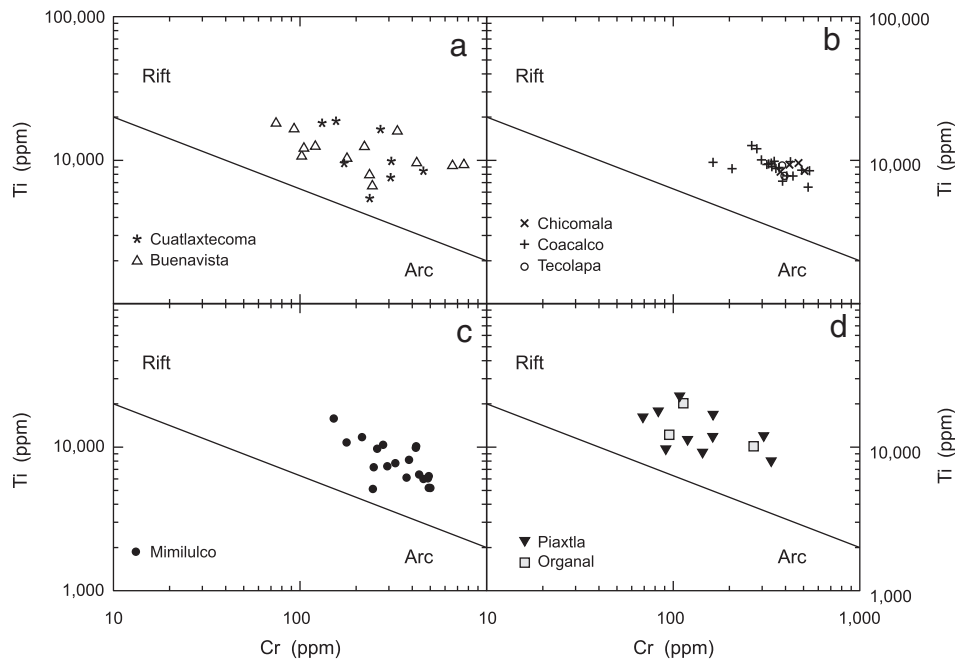 100,000
a
b
100,000
Rift
Rift
Ti (ppm)
10,000
10,000
Ti (ppm)
Cuatlaxtecoma
Buenavista
Arc
Chicomala
Coacalco
Tecolapa
Arc
c
d
Rift
Rift
Ti (ppm)
10,000
10,000
Ti (ppm)
Mimilulco
Arc
Piaxtla
Organal
Arc
1,000
1,000
10
100
10
100
1,000
Cr (ppm)
Cr (ppm)